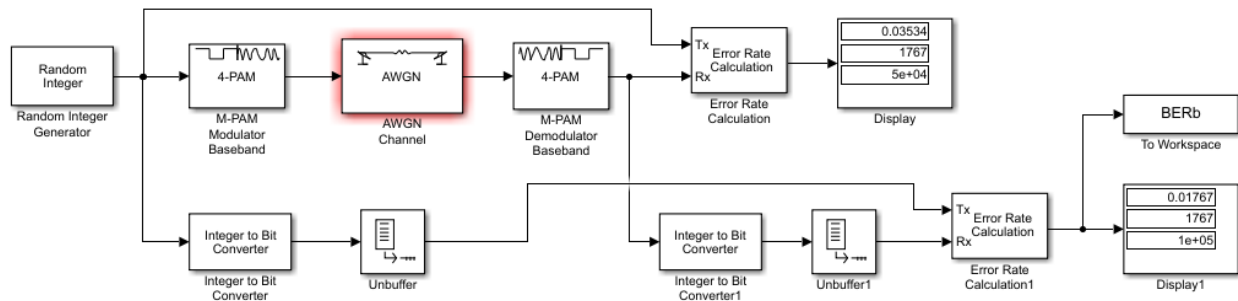 Random
Integer
Random Integer
Generator
4-PAM
M-PAM
Modulator
Baseband
AWGN
AWGN
Channel
4-PAM
M-PAM
Demodulator
Baseband
Tx
Rx
Error Rate
Calculation
Error Rate
Calculation
0.03534
1767
5e+04
Display
BERb
To Workspace
Integer to Bit
Converter
Integer to Bit
Converter
Unbuffer
Integer to Bit
Converter
Integer to Bit
Converter1
Unbuffer1
Tx
Rx
Error Rate
Calculation
Error Rate
Calculation1
0.01767
1767
1e+05
Display1